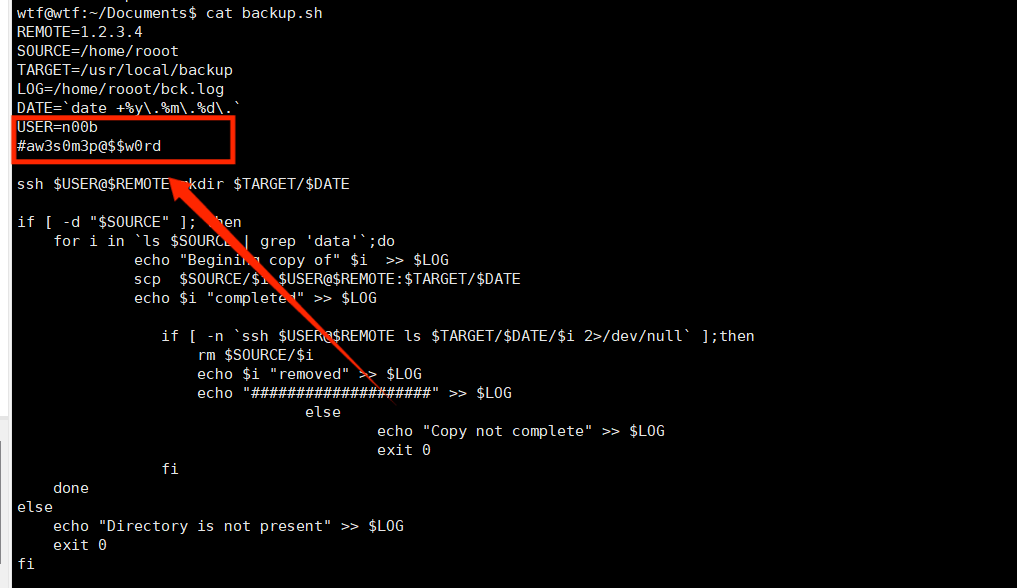 wtf@wtf:~/Documents$ cat backup.sh
REMOTE=1.2.3.4
SOURCE=/home/rooot
TARGET=/usr/local/backup
LOG=/home/rooot/bck.log
DATE=`date +%y\.%m\.%d\.`
USER=n00b
#aw3s0m3p@$$w0rd
ssh $USER@$REMOTE mkdir $TARGET/$DATE
if [ -d "$SOURCE" ]; then
for i in `ls $SOURCE | grep 'data'`;do
echo "Begining copy of" $i >> $LOG
scp $SOURCE/$i $USER@$REMOTE:$TARGET/$DATE
echo $i "completed" >> $LOG
if [ -n `ssh $USER@$REMOTE ls $TARGET/$DATE/$i 2>/dev/null` ];then
rm $SOURCE/$i
echo $i "removed" >> $LOG
echo "####################" >> $LOG
else
echo "Copy not complete" >> $LOG
exit 0
fi
done
else
echo "Directory is not present" >> $LOG
exit 0
fi